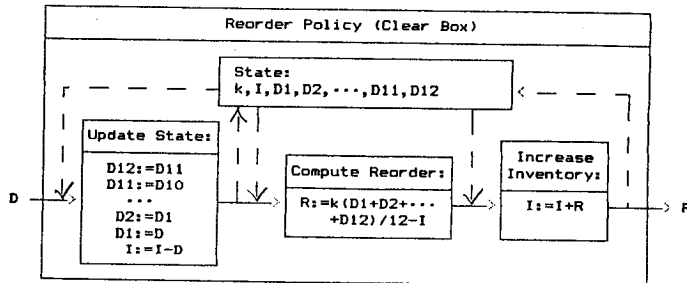 Reorder Policy (Clear Box)
State:
k,I,D1,D2,···,D11,D12
Update State:
D12:=D11
D11:=D10
···
D2:=D1
D1:=D
I:=I-D
Compute Reorder:
R:=k(D1+D2+···
+D12)/12-I
Increase
Inventory:
I:=I+R
D